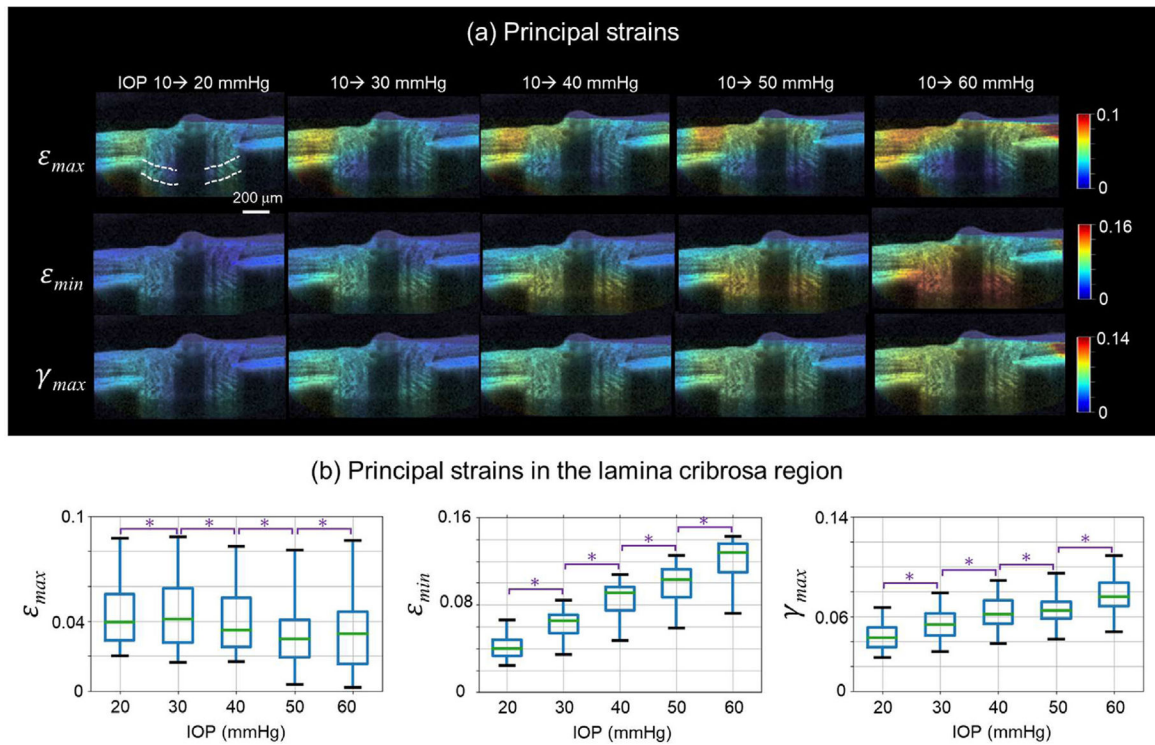 (a) Principal strains
IOP 10→ 20 mmHg 10→ 30 mmHg 10→ 40 mmHg 10→ 50 mmHg 10→ 60 mmHg
0.1
εmax
0
200 μm
0.16
εmin
0
0.14
γmax
0
(b) Principal strains in the lamina cribrosa region
0.1 * * * *
εmax
0.04
0
20 30 40 50 60
IOP (mmHg)
0.16 * * * *
εmin
0.08
0
20 30 40 50 60
IOP (mmHg)
0.14 * * * *
γmax
0.06
0
20 30 40 50 60
IOP (mmHg)